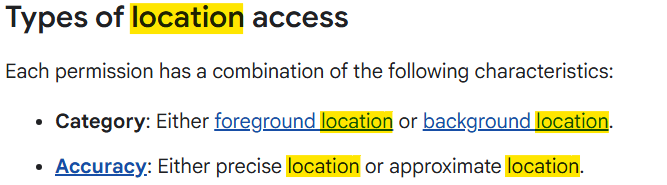 Types of location access
Each permission has a combination of the following characteristics:
• Category: Either foreground location or background location.
• Accuracy: Either precise location or approximate location.